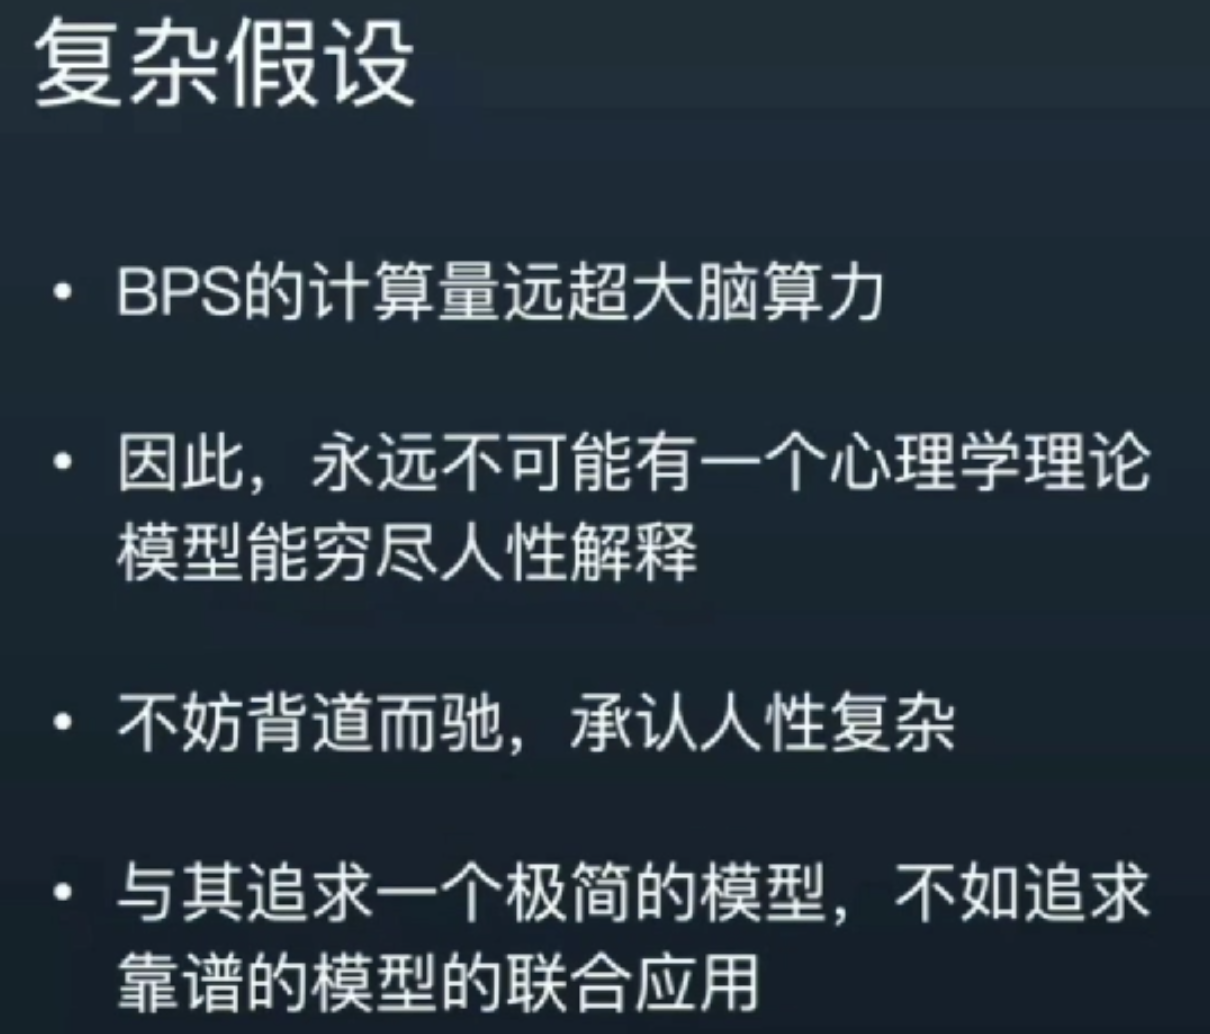 复杂假设
• BPS的计算量远超大脑算力
• 因此，永远不可能有一个心理学理论
模型能穷尽人性解释
• 不妨背道而驰，承认人性复杂
• 与其追求一个极简的模型，不如追求
靠谱的模型的联合应用